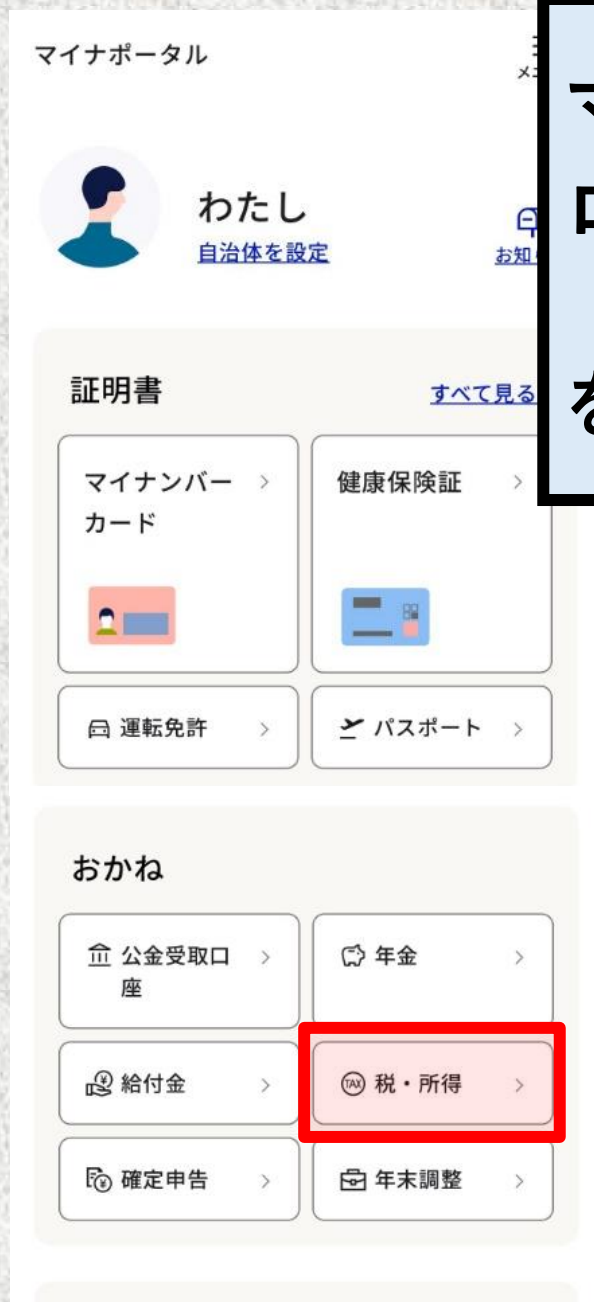 マイナポータル
わたし
自治体を設定
お知
証明書
すべて見る
マイナンバー
カード
健康保険証
運転免許
パスポート
おかね
公金受取口
座
年金
給付金
TAX 税・所得
確定申告
年末調整